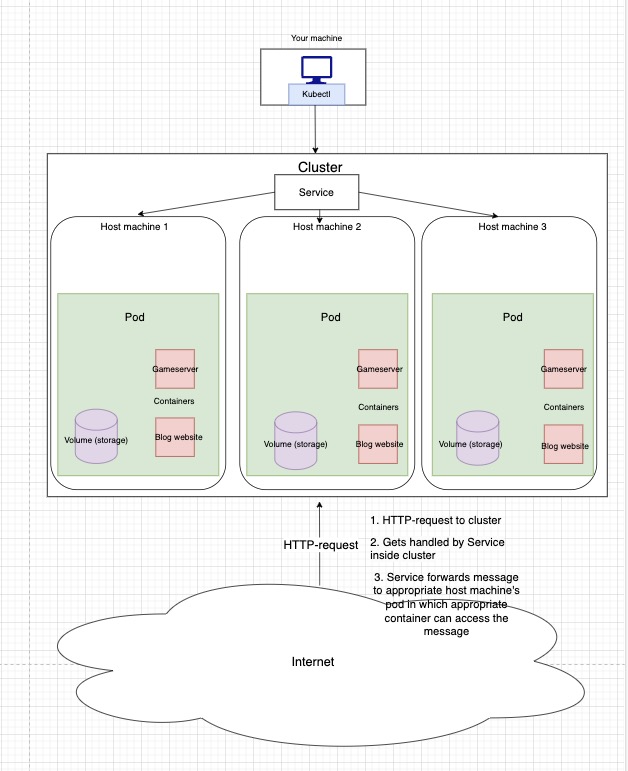 Your machine
Kubectl
Cluster
Service
Host machine 1
Host machine 2
Host machine 3
Pod
Pod
Pod
Gameserver
Gameserver
Gameserver
Containers
Containers
Containers
Volume (storage)
Blog website
Volume (storage)
Blog website
Volume (storage)
Blog website
HTTP-request
1. HTTP-request to cluster
2. Gets handled by Service
inside cluster
3. Service forwards message
to appropriate host machine's
pod in which appropriate
container can access the
message
Internet